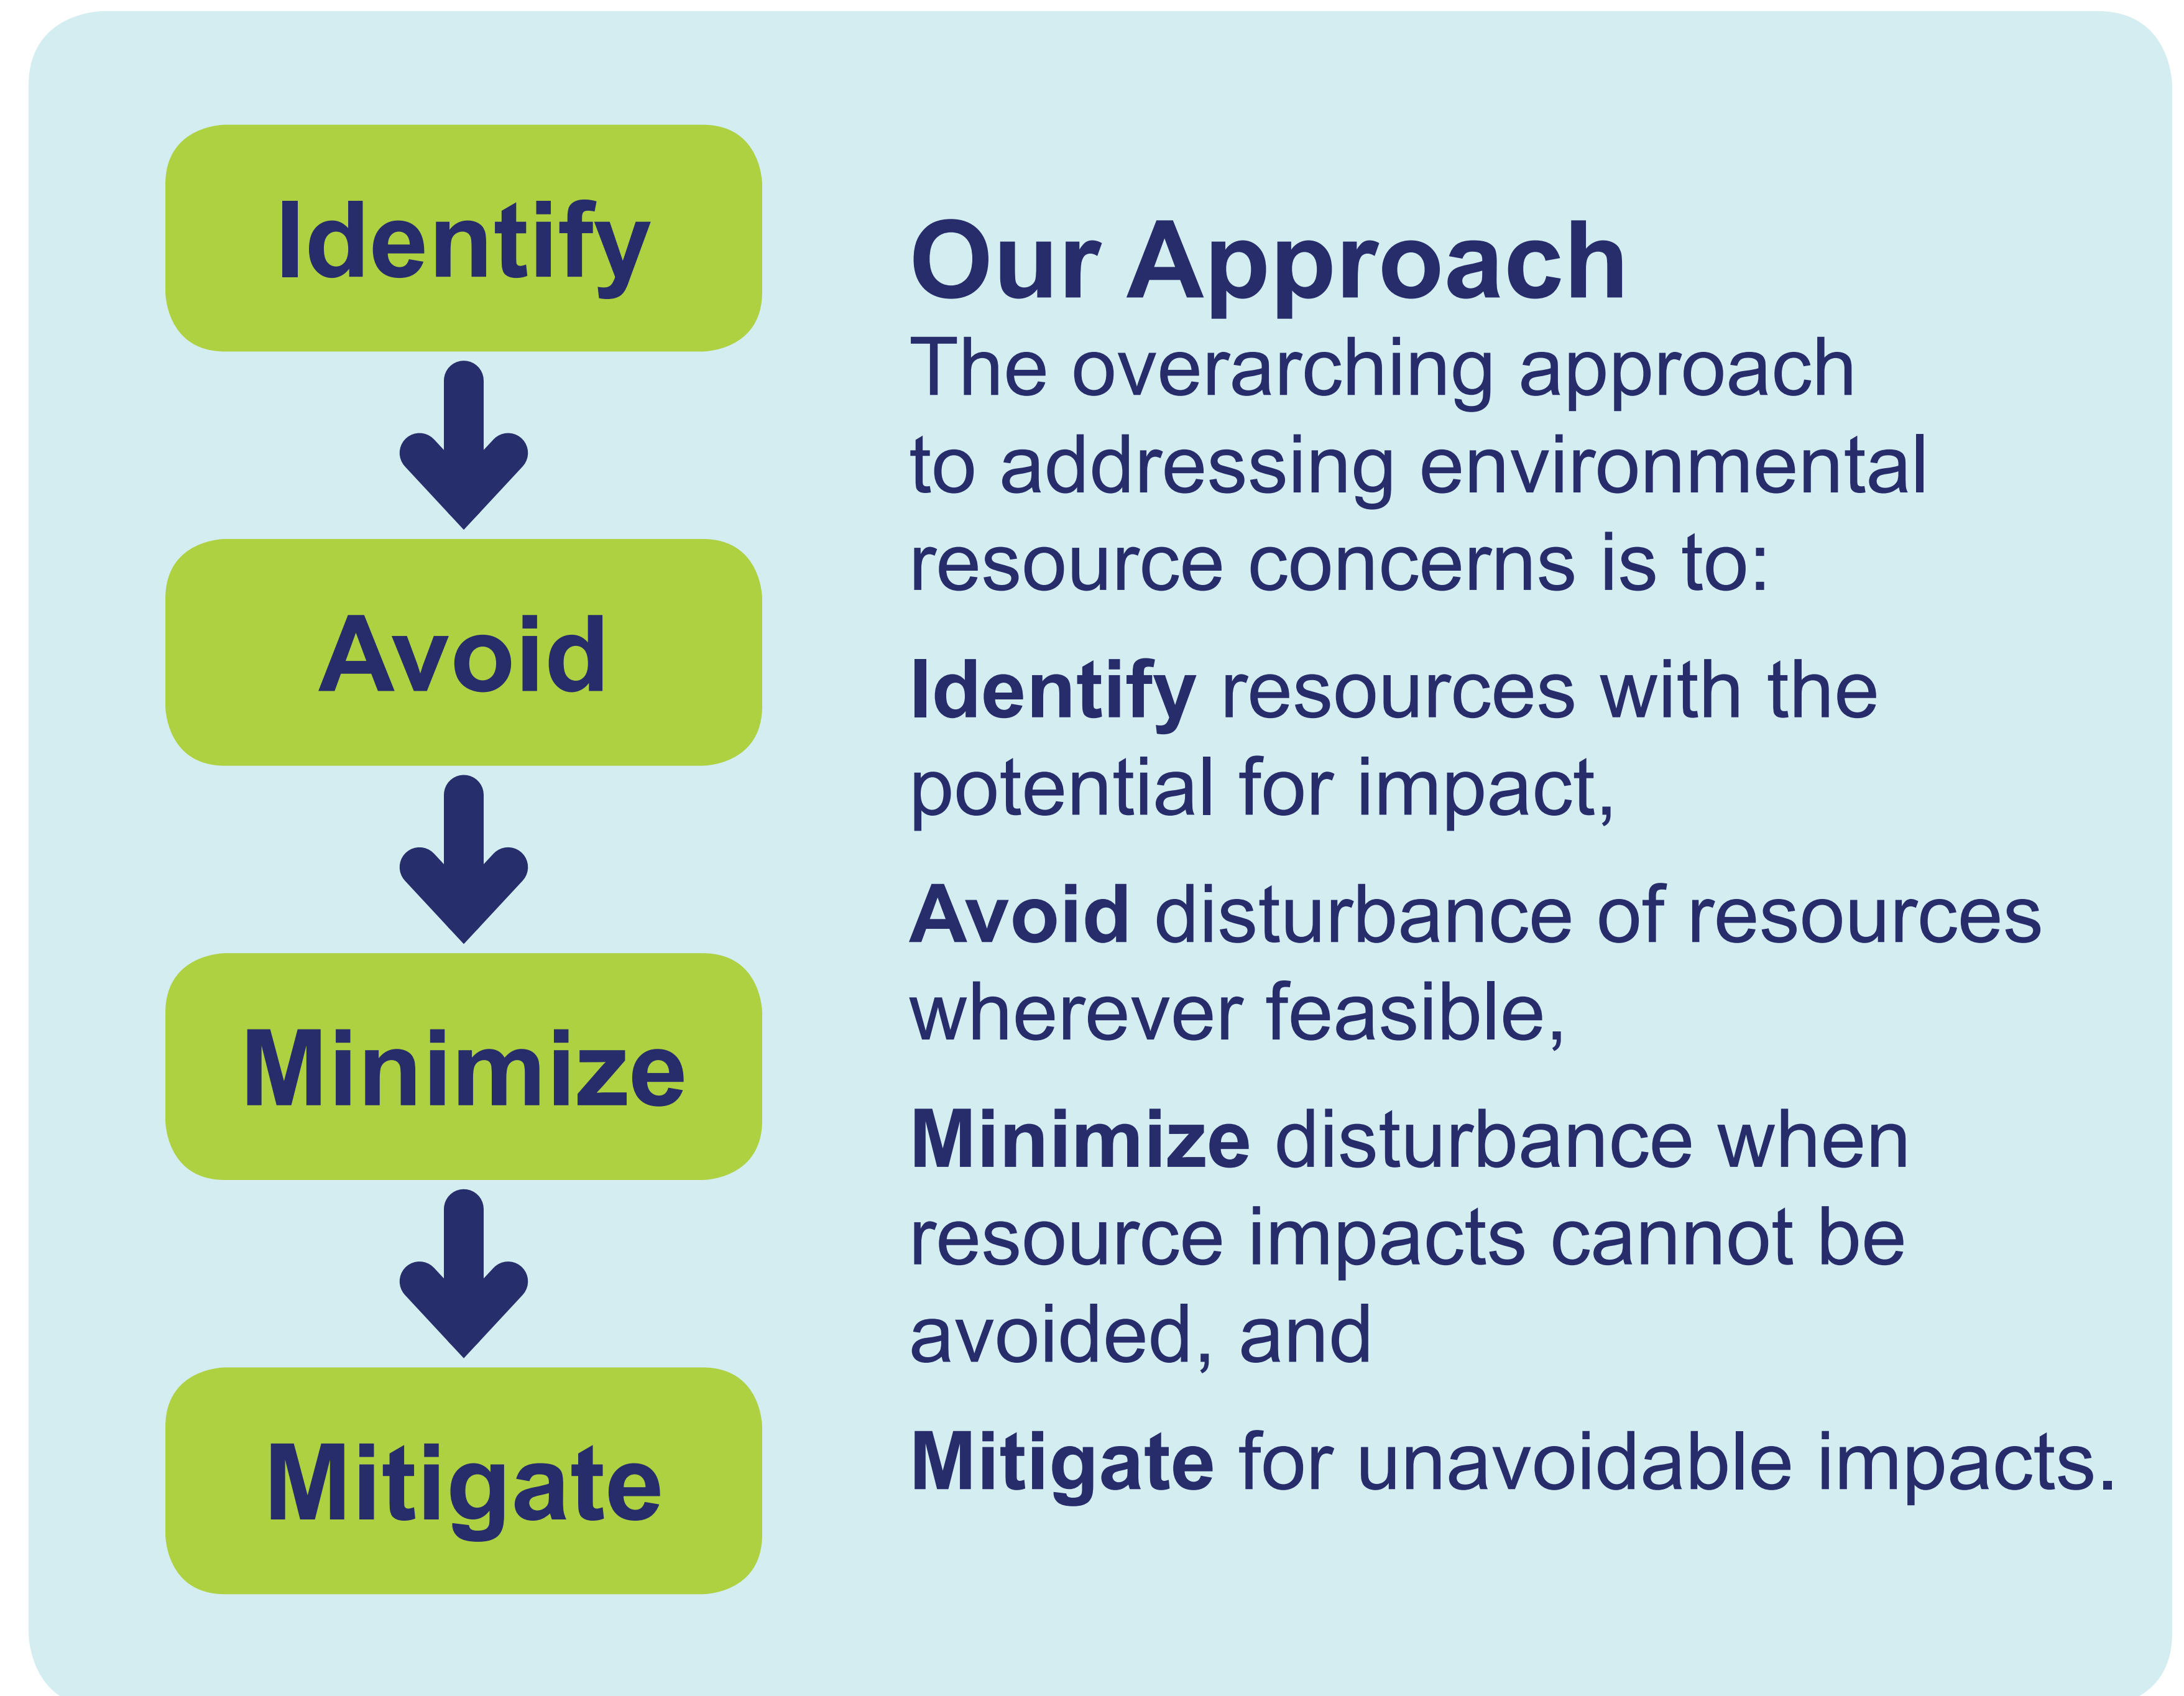 Identify
Avoid
Minimize
Mitigate
Our Approach
The overarching approach
to addressing environmental
resource concerns is to:
Identify resources with the
potential for impact,
Avoid disturbance of resources
wherever feasible,
Minimize disturbance when
resource impacts cannot be
avoided, and
Mitigate for unavoidable impacts.